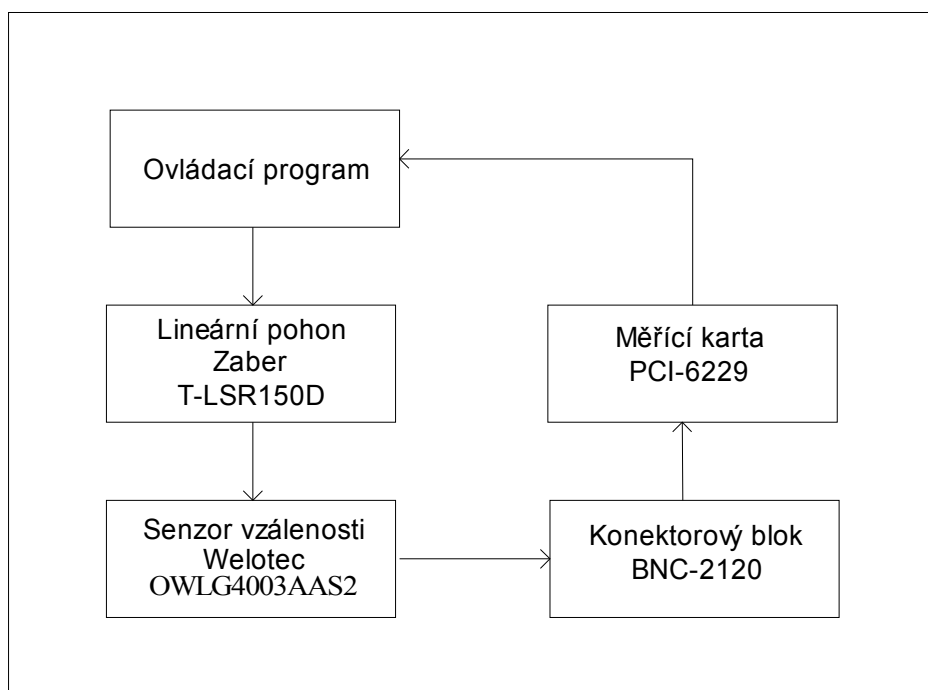 Ovládací program
Lineární pohon
Zaber
T-LSR150D
Měřící karta
PCI-6229
Senzor vzálenosti
Welotec
OWLG4003AAS2
Konektorový blok
BNC-2120